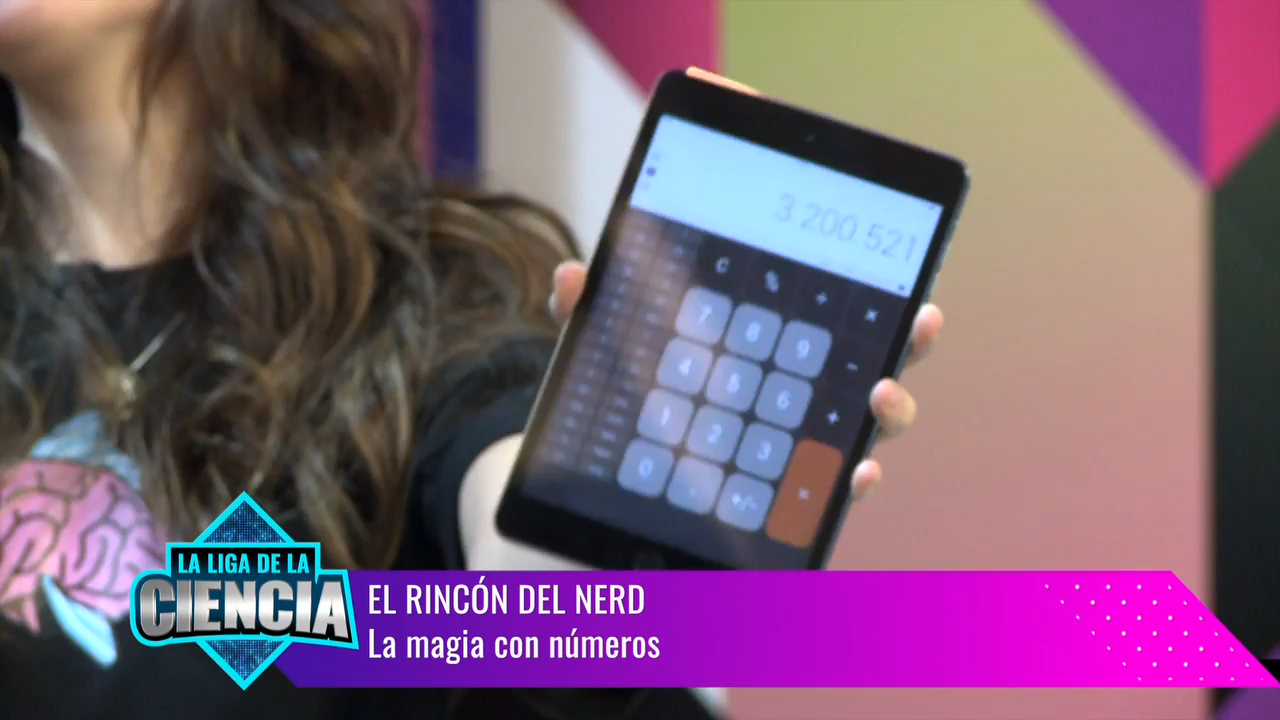 3.200.521
C % ÷ ×
7 8 9 −
4 5 6 +
1 2 3
0 . +/− =
LA LIGA DE LA
CIENCIA
EL RINCÓN DEL NERD
La magia con números